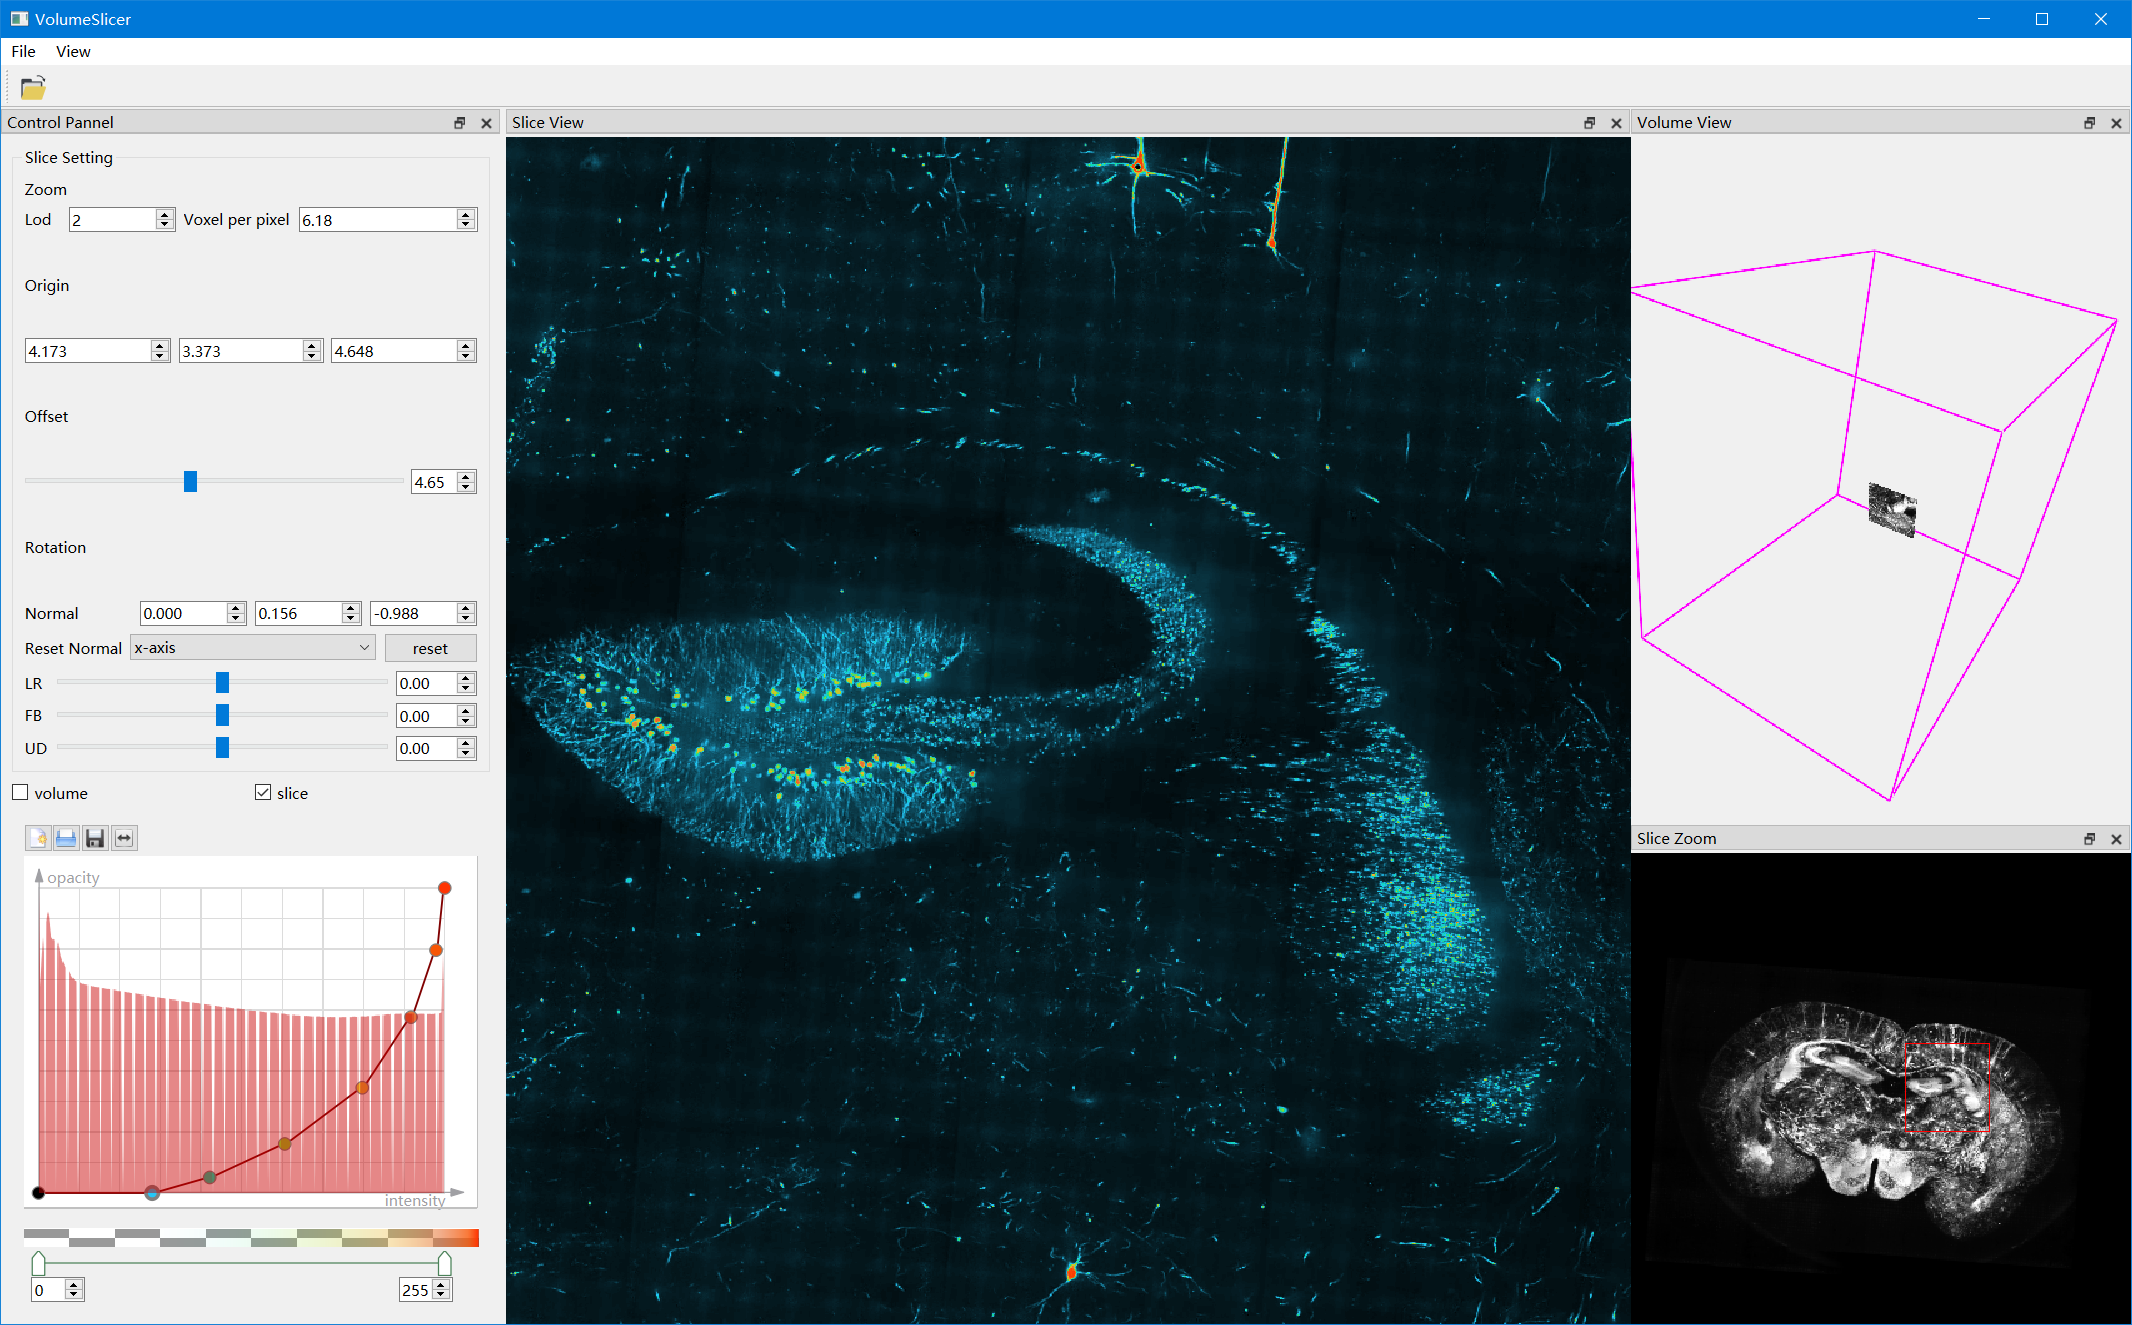 VolumeSlicer
File View
Control Pannel
Slice View
Volume View
Slice Setting
Zoom
Lod 2 Voxel per pixel 6.18
Origin
4.173 3.373 4.648
Offset
4.65
Rotation
Normal 0.000 0.156 -0.988
Reset Normal x-axis reset
LR 0.00
FB 0.00
UD 0.00
volume slice
opacity
intensity
0 255
Slice Zoom